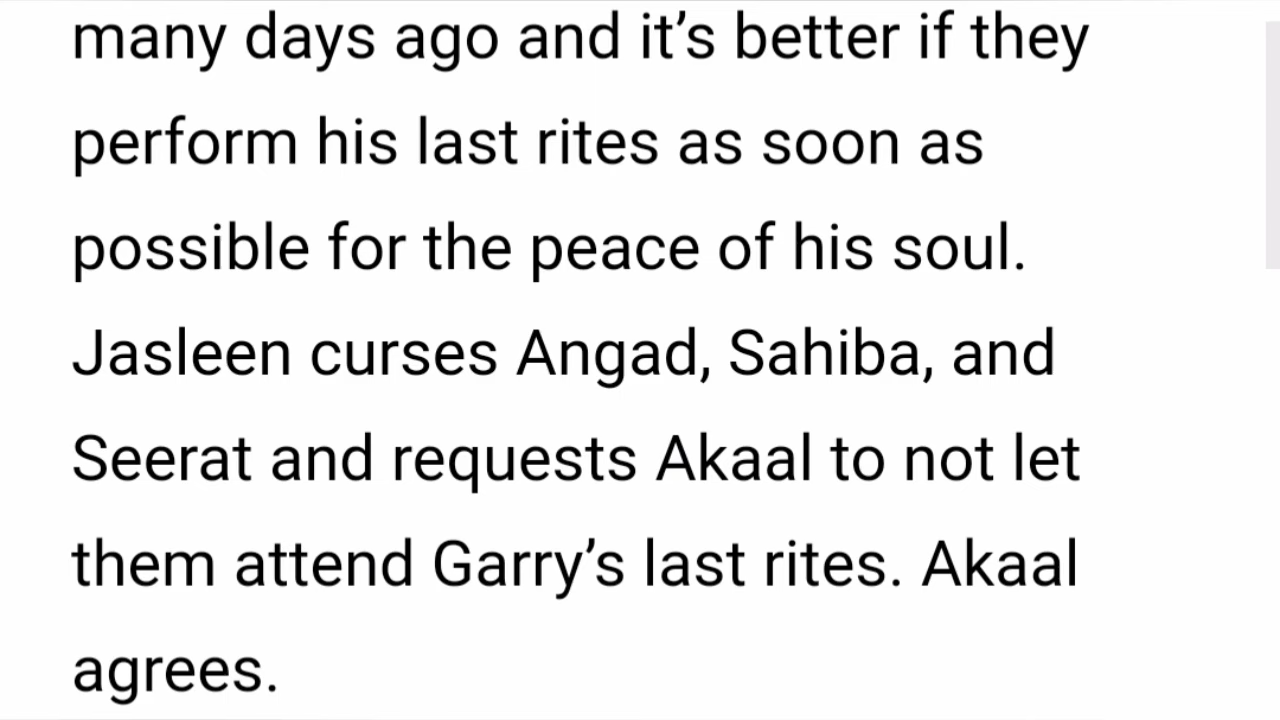 many days ago and it’s better if they
perform his last rites as soon as
possible for the peace of his soul.
Jasleen curses Angad, Sahiba, and
Seerat and requests Akaal to not let
them attend Garry’s last rites. Akaal
agrees.